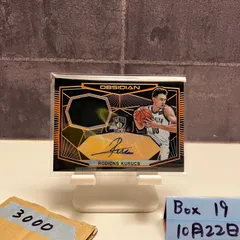 OBSIDIAN
RODIONS KURUCS
3000
Box 19
10月22日